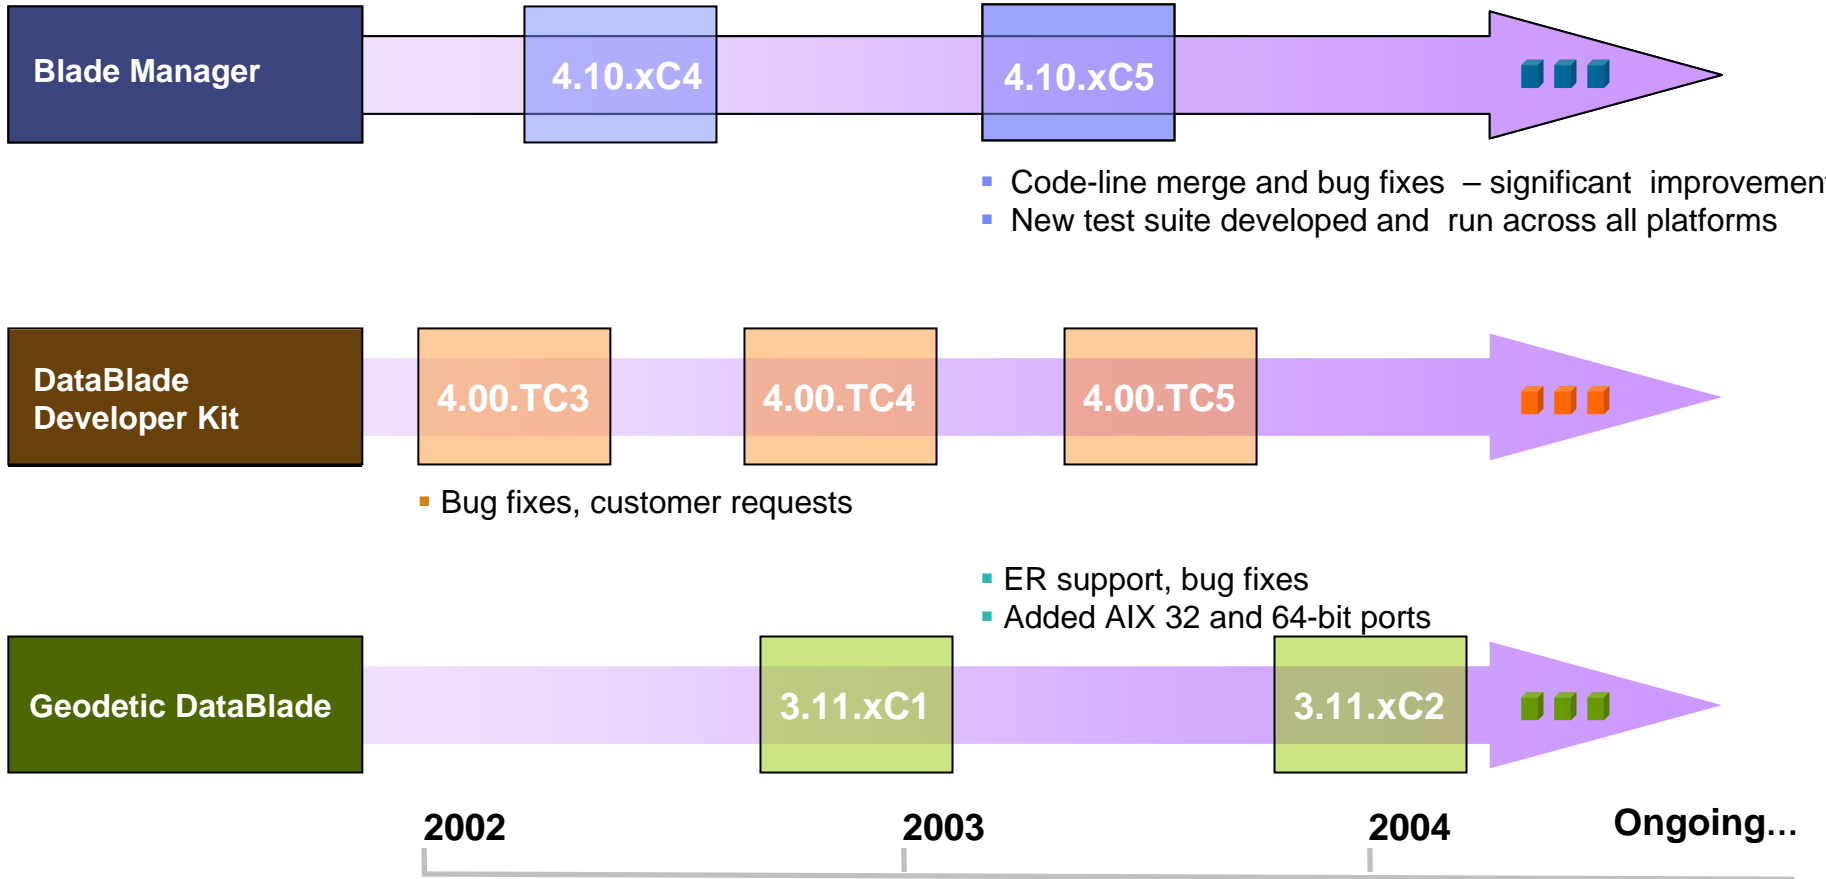 Blade Manager
4.10.xC4
4.10.xC5
Code-line merge and bug fixes – significant improvement
New test suite developed and run across all platforms
DataBlade
Developer Kit
4.00.TC3
4.00.TC4
4.00.TC5
Bug fixes, customer requests
ER support, bug fixes
Added AIX 32 and 64-bit ports
Geodetic DataBlade
3.11.xC1
3.11.xC2
2002
2003
2004
Ongoing...